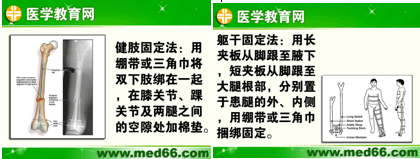 医学教育网
健肢固定法：用
绷带或三角巾将
双下肢绑在一起
，在膝关节、踝
关节及两腿之间
的空隙处加棉垫。
www.med66.com
医学教育网
躯干固定法：用长
夹板从脚跟至腋下
，短夹板从脚跟至
大腿根部，分别置
于患腿的外、内侧
，用绷带或三角巾
捆绑固定。
Long Splint
Short Splint
www.med66.com